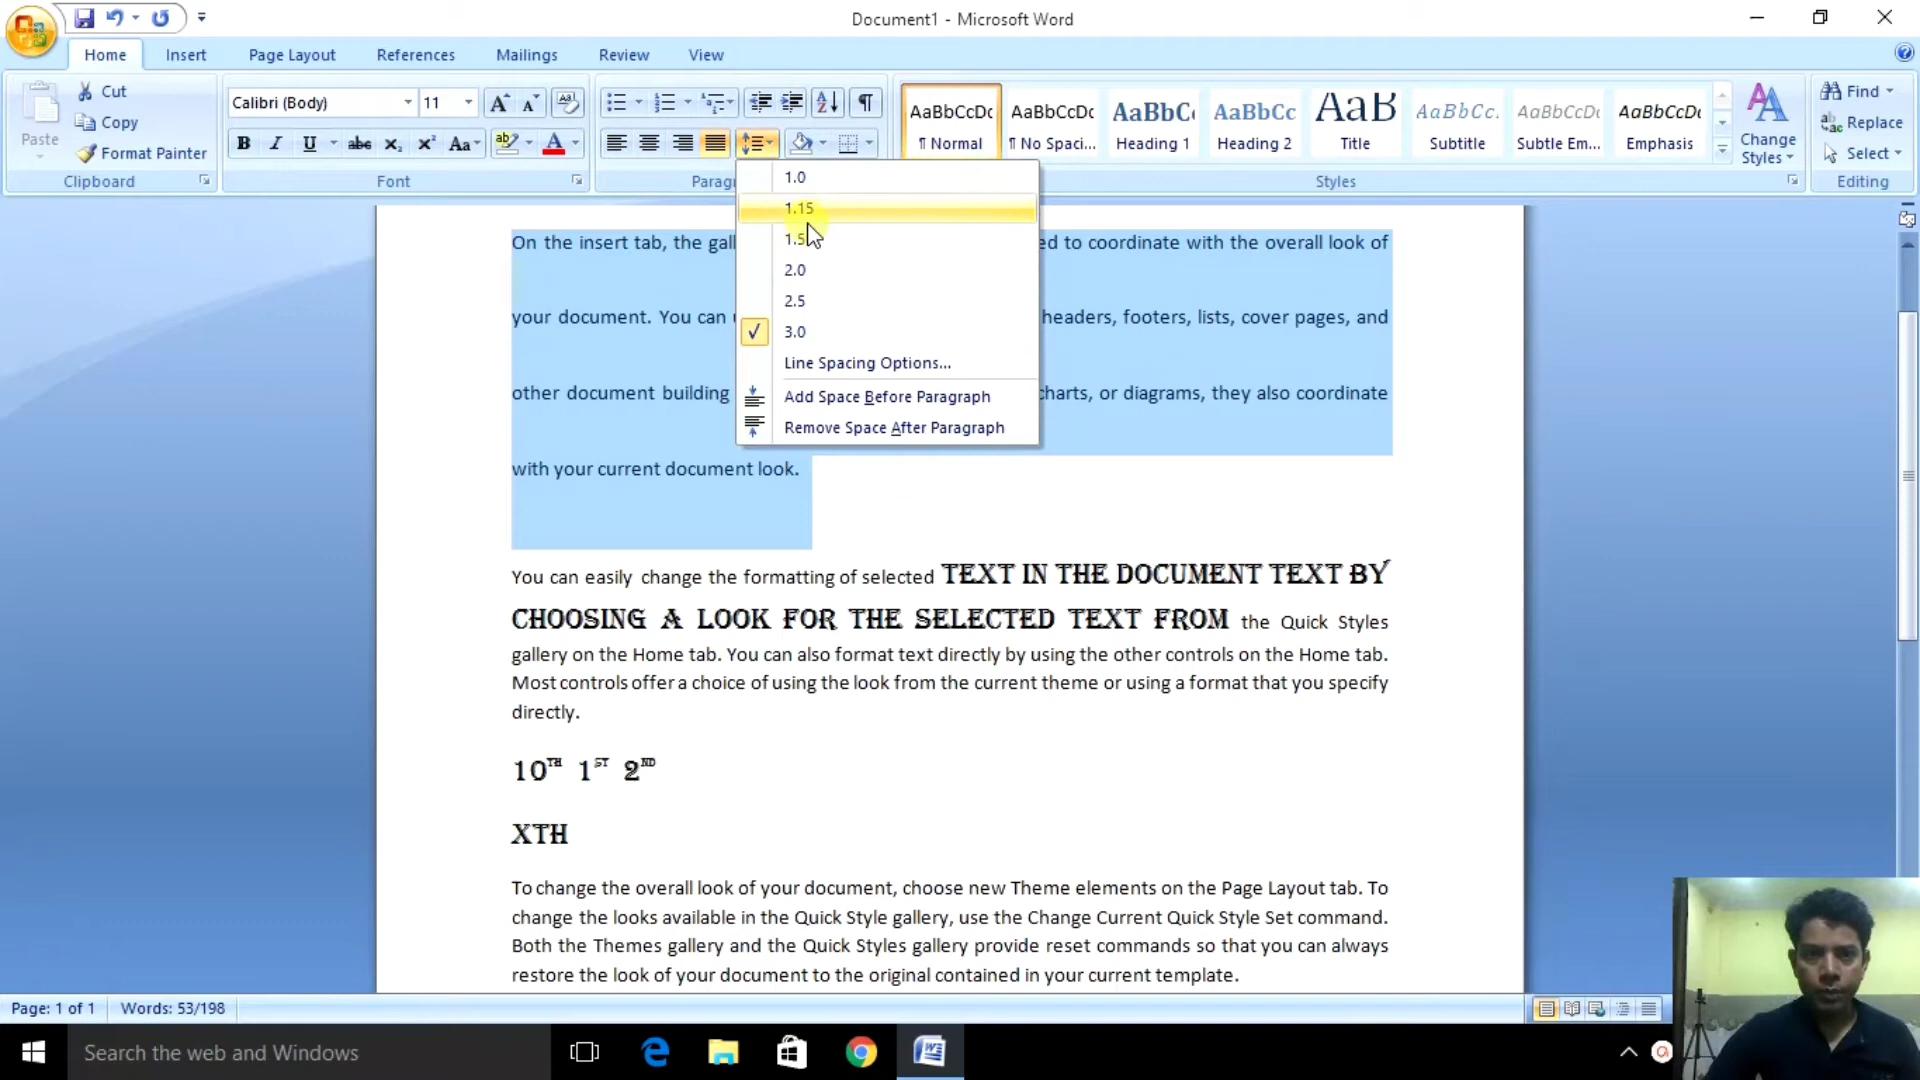 Document1 - Microsoft Word
Home Insert Page Layout References Mailings Review View
Paste
Cut
Copy
Format Painter
Clipboard
Calibri (Body) 11
Font
AaBbCcDc AaBbCcDc AaBbC AaBbCc AaB AaBbCc. AaBbCcDc AaBbCcDc
¶ Normal ¶ No Spaci... Heading 1 Heading 2 Title Subtitle Subtle Em... Emphasis
Change
Styles
Styles
Find
Replace
Select
Editing
1.0
1.15
1.5
2.0
2.5
3.0
Line Spacing Options...
Add Space Before Paragraph
Remove Space After Paragraph
On the insert tab, the gall ed to coordinate with the overall look of
your document. You can headers, footers, lists, cover pages, and
other document building charts, or diagrams, they also coordinate
with your current document look.
You can easily change the formatting of selected TEXT IN THE DOCUMENT TEXT BY
CHOOSING A LOOK FOR THE SELECTED TEXT FROM the Quick Styles
gallery on the Home tab. You can also format text directly by using the other controls on the Home tab.
Most controls offer a choice of using the look from the current theme or using a format that you specify
directly.
10TH 1ST 2ND
XTH
To change the overall look of your document, choose new Theme elements on the Page Layout tab. To
change the looks available in the Quick Style gallery, use the Change Current Quick Style Set command.
Both the Themes gallery and the Quick Styles gallery provide reset commands so that you can always
restore the look of your document to the original contained in your current template.
Page: 1 of 1 Words: 53/198
Search the web and Windows